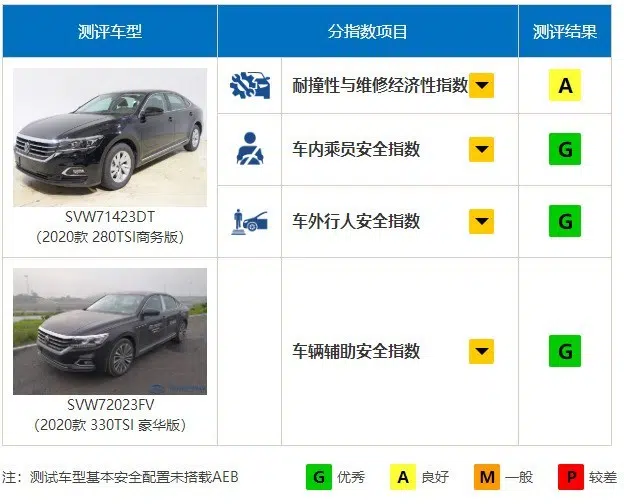 测评车型
分指数项目
测评结果
耐撞性与维修经济性指数
A
车内乘员安全指数
G
车外行人安全指数
G
SVW71423DT
（2020款 280TSI商务版）
车辆辅助安全指数
G
SVW72023FV
（2020款 330TSI 豪华版）
注：测试车型基本安全配置未搭载AEB
G 优秀 A 良好 M 一般 P 较差